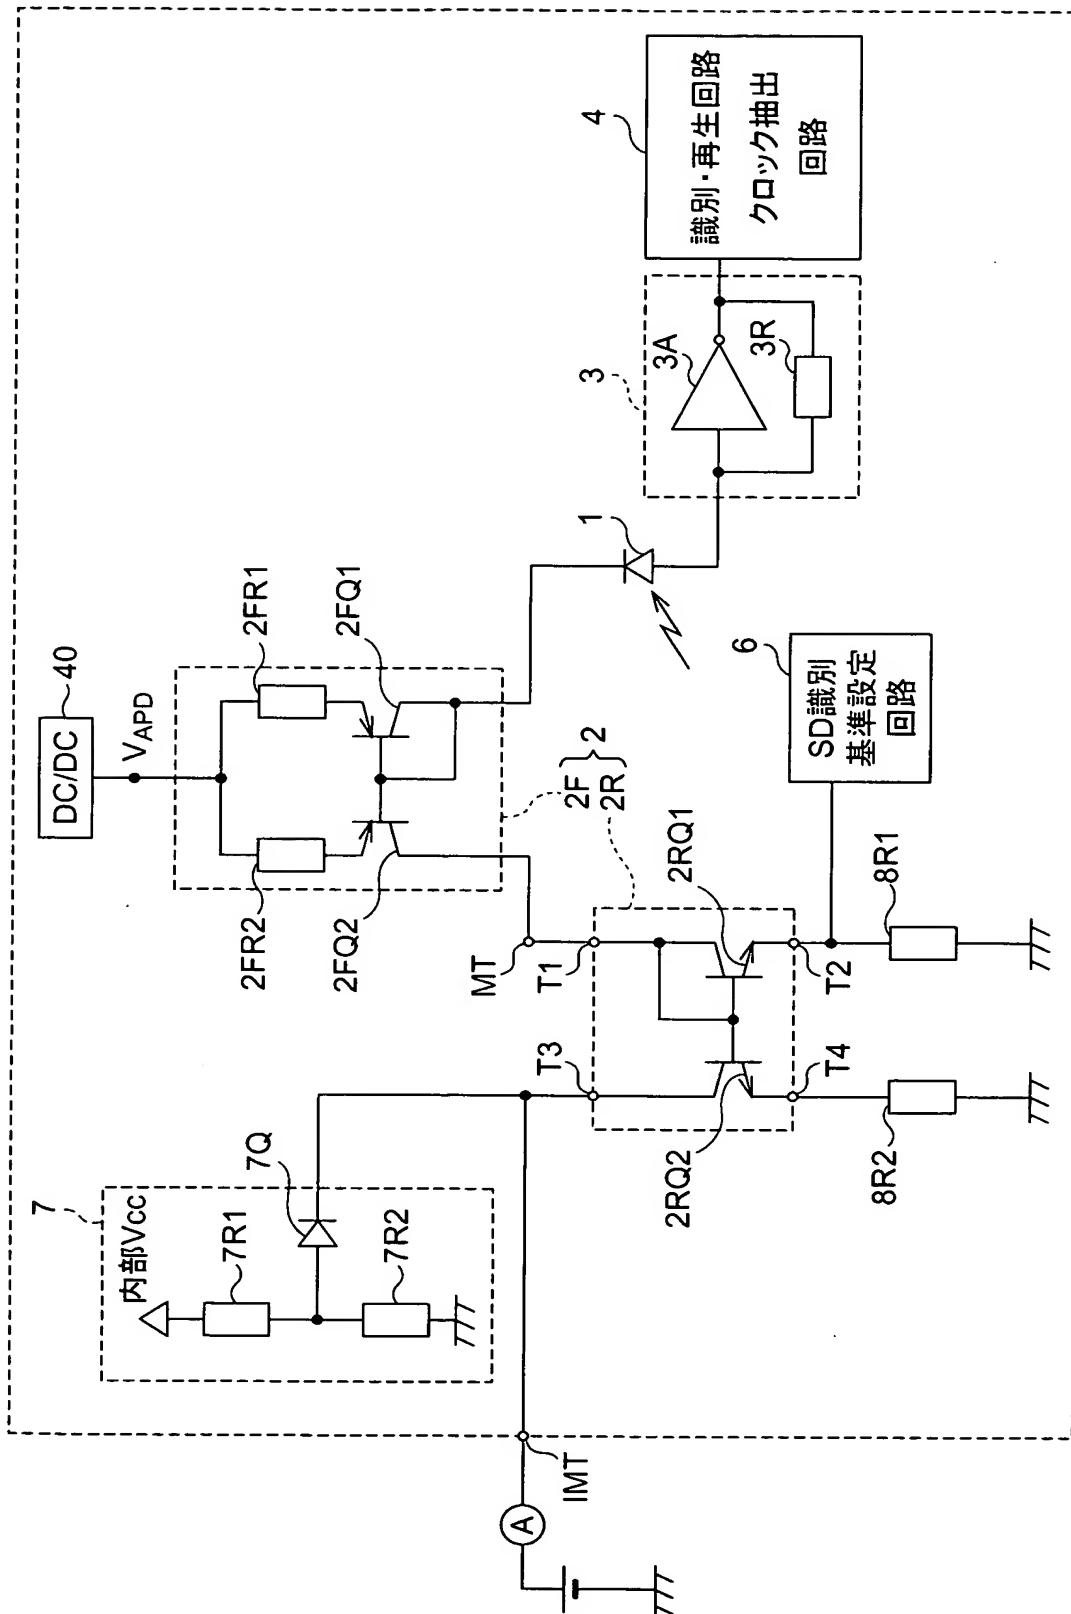 DC/DC
40
VAPD
2FR2
2FR1
2FQ2
2FQ1
2F
2R
2
1
3
3A
3R
4
識別・再生回路
クロック抽出
回路
7
内部Vcc
7R1
7Q
7R2
MT
T1
T3
2RQ1
2RQ2
T2
T4
6
SD識別
基準設定
回路
8R1
8R2
IMT
A